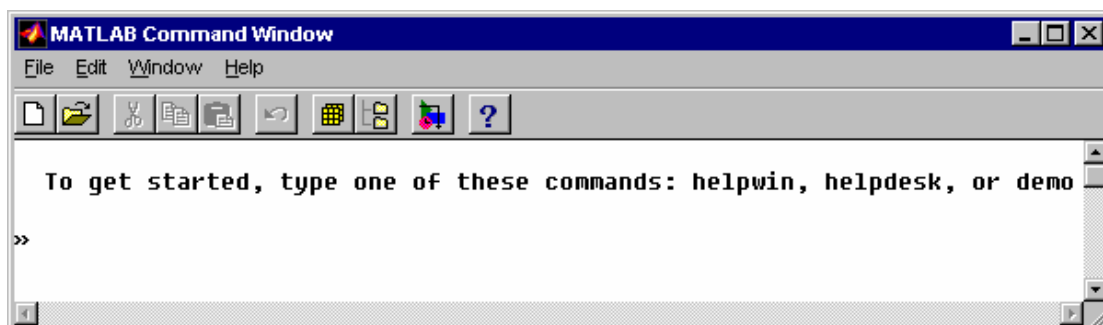 MATLAB Command Window
File Edit Window Help
?
To get started, type one of these commands: helpwin, helpdesk, or demo
»